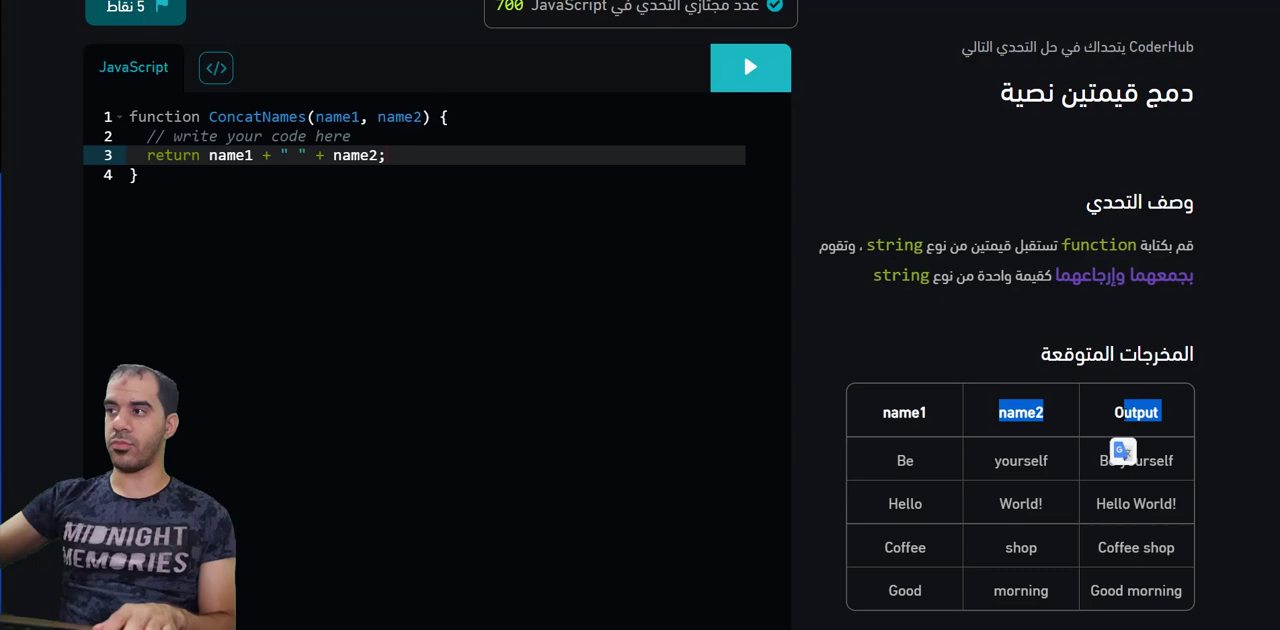 5 نقاط
عدد مجتازي التحدي في JavaScript 700
JavaScript
</>
1 function ConcatNames(name1, name2) {
2 // write your code here
3 return name1 + " " + name2;
4 }
CoderHub يتحداك في حل التحدي التالي
دمج قيمتين نصية
وصف التحدي
قم بكتابة function تستقبل قيمتين من نوع string ، وتقوم
بجمعهما وإرجاعهما كقيمة واحدة من نوع string
المخرجات المتوقعة
name1 name2 Output
Be yourself Be yourself
Hello World! Hello World!
Coffee shop Coffee shop
Good morning Good morning
MIDNIGHT
MEMORIES